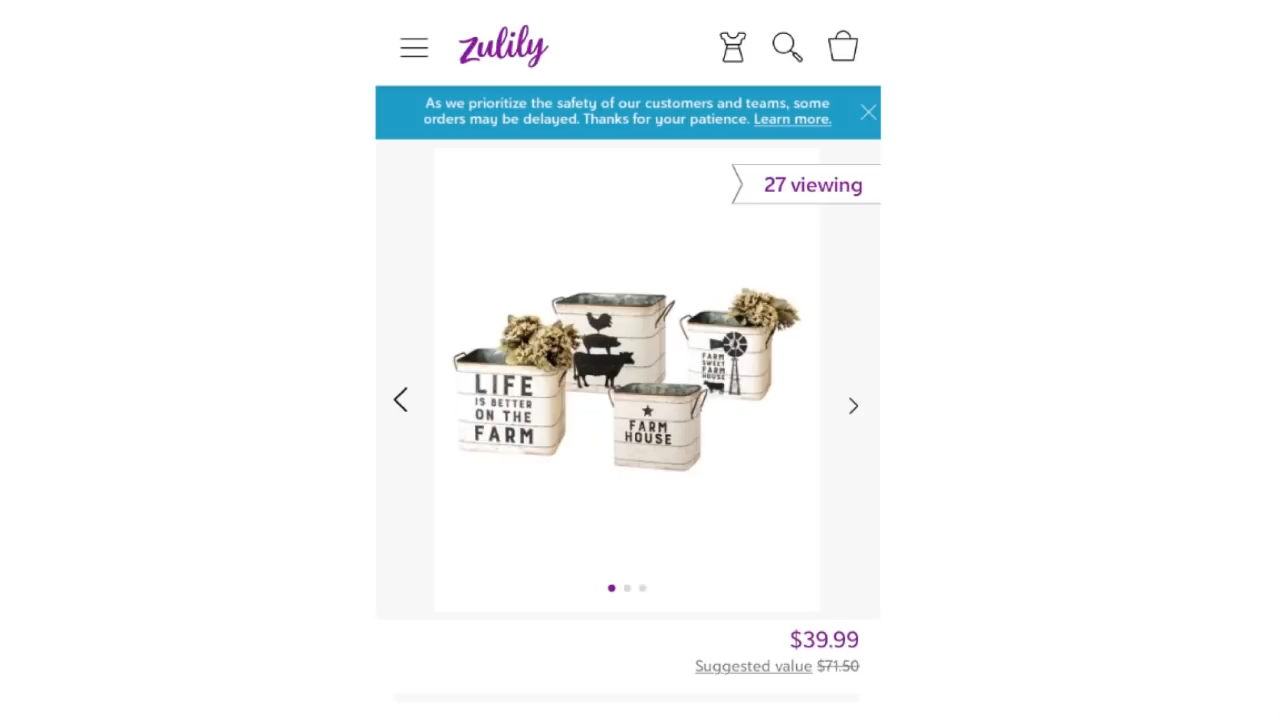 zulily
As we prioritize the safety of our customers and teams, some
orders may be delayed. Thanks for your patience. Learn more.
27 viewing
LIFE
IS BETTER
ON THE
FARM
FARM
SWEET
FARM
HOUSE
FARM
HOUSE
$39.99
Suggested value $71.50